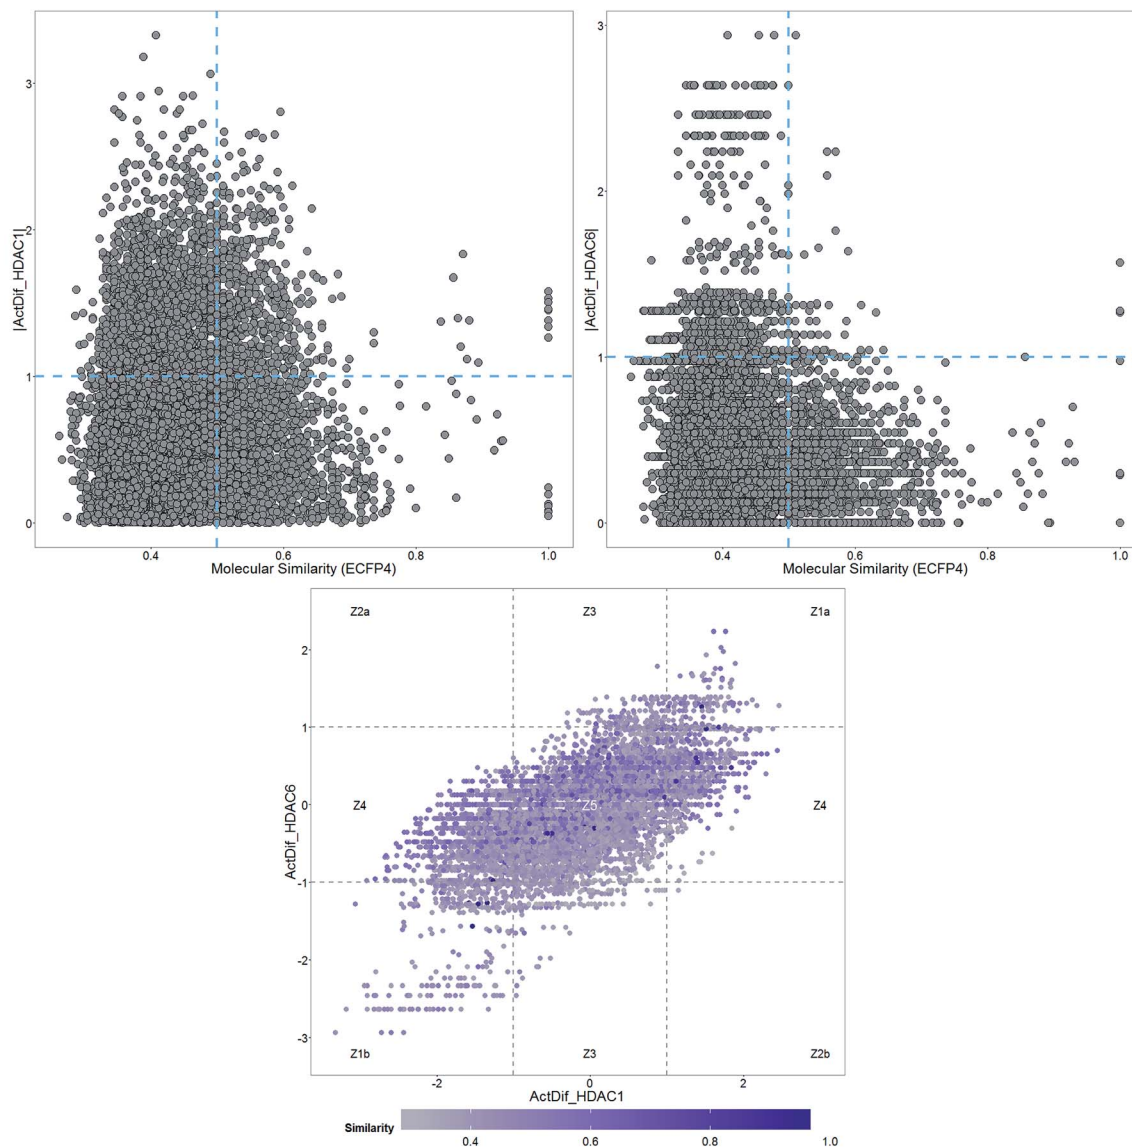 3
2
1
0
|ActDif_HDAC1|
0.4
0.6
0.8
1.0
Molecular Similarity (ECFP4)
3
2
1
0
|ActDif_HDAC6|
0.4
0.6
0.8
1.0
Molecular Similarity (ECFP4)
Z2a
Z3
Z1a
Z4
Z5
Z4
Z1b
Z3
Z2b
2
1
0
-1
-2
-3
ActDif_HDAC6
-2
0
2
ActDif_HDAC1
Similarity
0.4
0.6
0.8
1.0